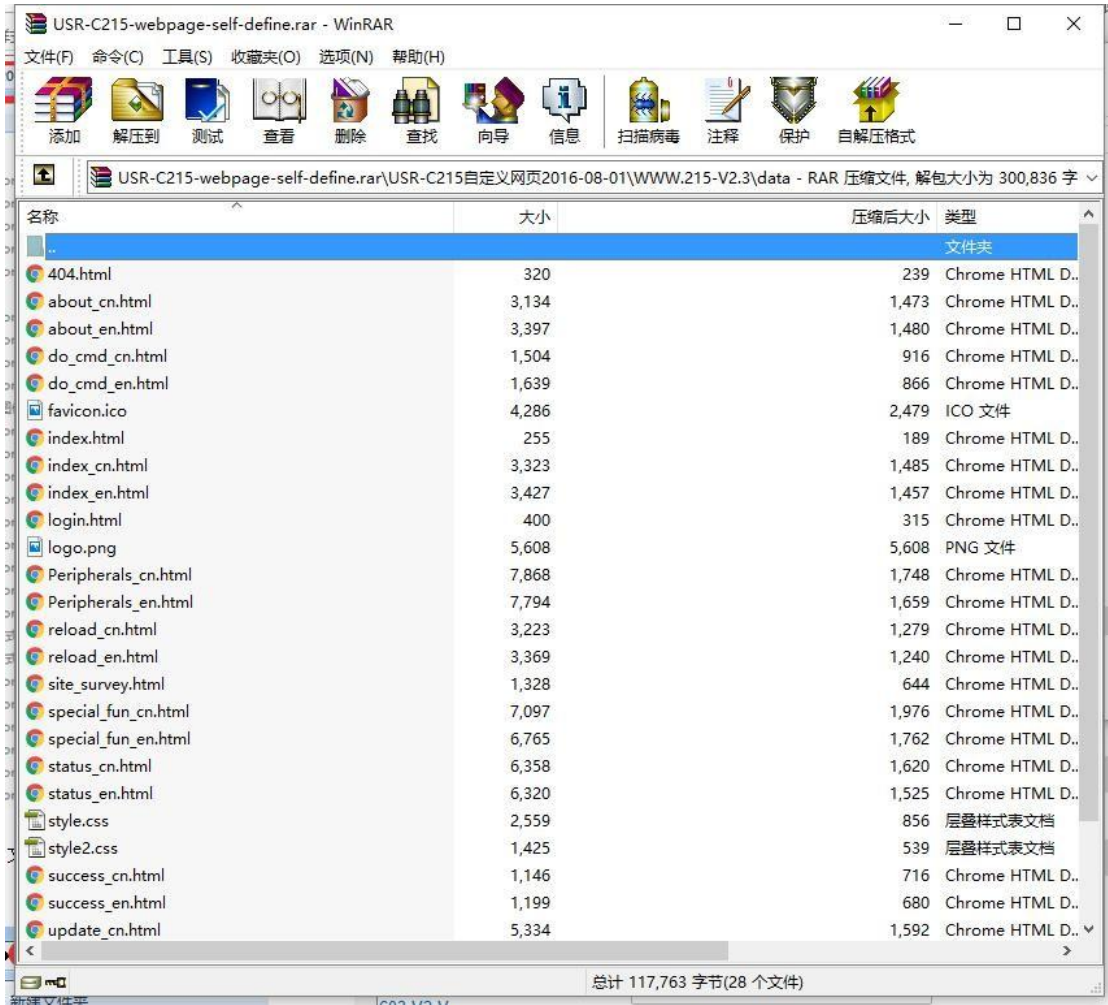 USR-C215-webpage-self-define.rar - WinRAR
文件(F) 命令(C) 工具(S) 收藏夹(O) 选项(N) 帮助(H)
添加 解压到 测试 查看 删除 查找 向导 信息 扫描病毒 注释 保护 自解压格式
USR-C215-webpage-self-define.rar\USR-C215自定义网页2016-08-01\WWW.215-V2.3\data - RAR 压缩文件, 解包大小为 300,836 字
名称 大小 压缩后大小 类型
.. 文件夹
404.html 320 239 Chrome HTML D..
about_cn.html 3,134 1,473 Chrome HTML D..
about_en.html 3,397 1,480 Chrome HTML D..
do_cmd_cn.html 1,504 916 Chrome HTML D..
do_cmd_en.html 1,639 866 Chrome HTML D..
favicon.ico 4,286 2,479 ICO 文件
index.html 255 189 Chrome HTML D..
index_cn.html 3,323 1,485 Chrome HTML D..
index_en.html 3,427 1,457 Chrome HTML D..
login.html 400 315 Chrome HTML D..
logo.png 5,608 5,608 PNG 文件
Peripherals_cn.html 7,868 1,748 Chrome HTML D..
Peripherals_en.html 7,794 1,659 Chrome HTML D..
reload_cn.html 3,223 1,279 Chrome HTML D..
reload_en.html 3,369 1,240 Chrome HTML D..
site_survey.html 1,328 644 Chrome HTML D..
special_fun_cn.html 7,097 1,976 Chrome HTML D..
special_fun_en.html 6,765 1,762 Chrome HTML D..
status_cn.html 6,358 1,620 Chrome HTML D..
status_en.html 6,320 1,525 Chrome HTML D..
style.css 2,559 856 层叠样式表文档
style2.css 1,425 539 层叠样式表文档
success_cn.html 1,146 716 Chrome HTML D..
success_en.html 1,199 680 Chrome HTML D..
update_cn.html 5,334 1,592 Chrome HTML D..
总计 117,763 字节(28 个文件)